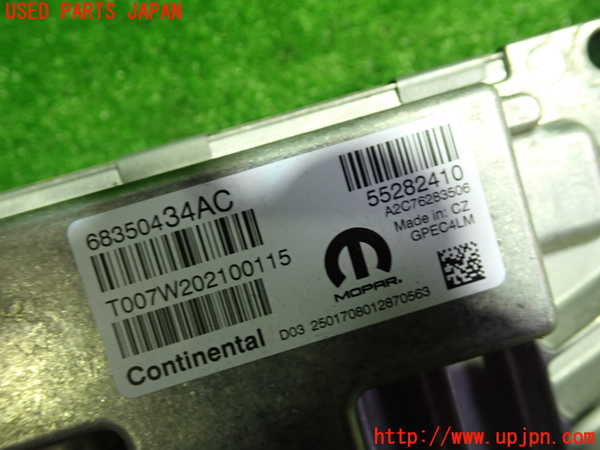 USED PARTS JAPAN
68350434AC
T007W202100115
Continental
55282410
A2C76283506
Made in: CZ
GPEC4LM
MOPAR.
D03 2501708012870563
http://www.upjpn.com/